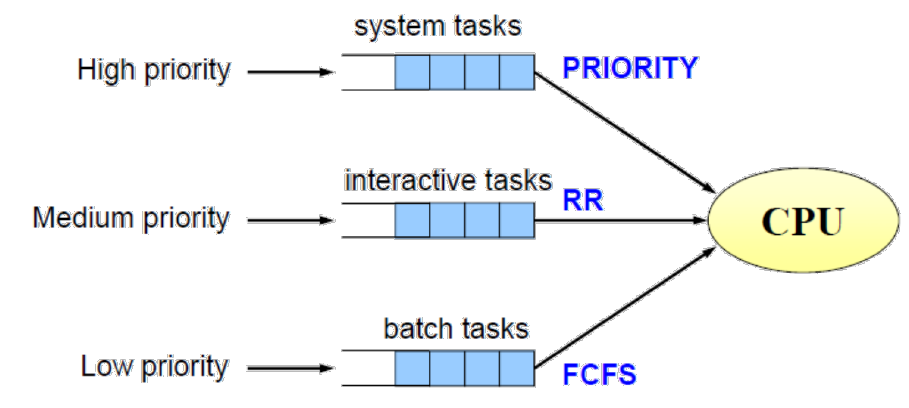 system tasks
High priority
PRIORITY
interactive tasks
RR
Medium priority
CPU
batch tasks
Low priority
FCFS